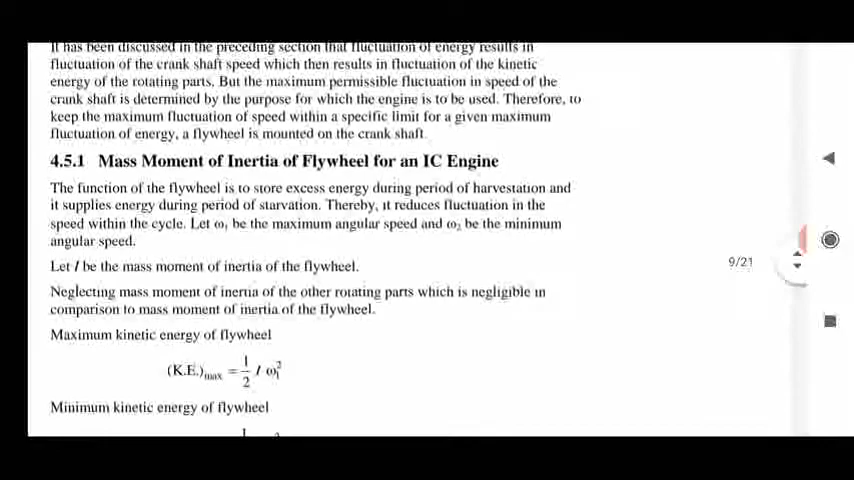 It has been discussed in the preceding section that fluctuation of energy results in
fluctuation of the crank shaft speed which then results in fluctuation of the kinetic
energy of the rotating parts. But the maximum permissible fluctuation in speed of the
crank shaft is determined by the purpose for which the engine is to be used. Therefore, to
keep the maximum fluctuation of speed within a specific limit for a given maximum
fluctuation of energy, a flywheel is mounted on the crank shaft.
4.5.1 Mass Moment of Inertia of Flywheel for an IC Engine
The function of the flywheel is to store excess energy during period of harvestation and
it supplies energy during period of starvation. Thereby, it reduces fluctuation in the
speed within the cycle. Let ω₁ be the maximum angular speed and ω₂ be the minimum
angular speed.
Let I be the mass moment of inertia of the flywheel.
9/21
Neglecting mass moment of inertia of the other rotating parts which is negligible in
comparison to mass moment of inertia of the flywheel.
Maximum kinetic energy of flywheel
(K.E.)max = 1/2 I ω₁²
Minimum kinetic energy of flywheel